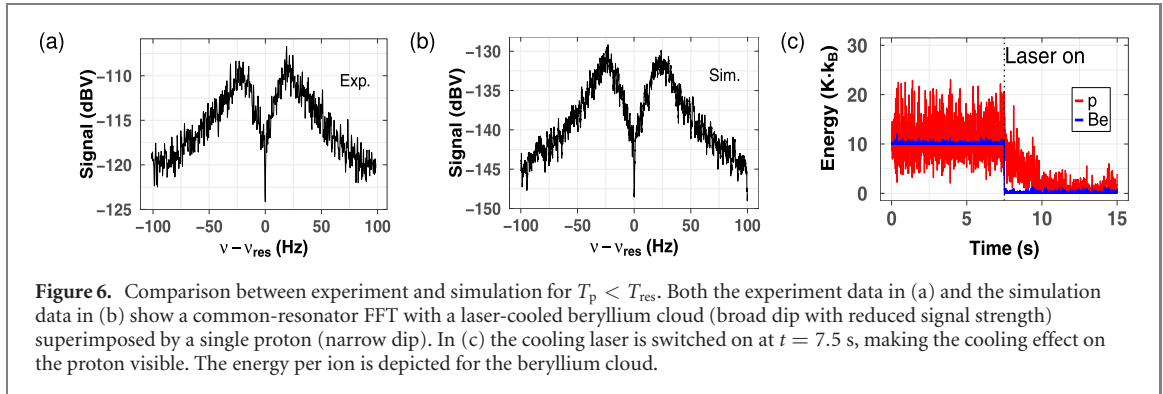 (a)
-110
-115
-120
-125
Signal (dBV)
Exp.
-100
-50
0
50
100
ν − νres (Hz)
(b)
-130
-135
-140
-145
-150
Signal (dBV)
Sim.
-100
-50
0
50
100
ν − νres (Hz)
(c)
30
20
10
0
Energy (K·kB)
Laser on
p
Be
0
5
10
15
Time (s)
Figure 6. Comparison between experiment and simulation for Tp < Tres. Both the experiment data in (a) and the simulation
data in (b) show a common-resonator FFT with a laser-cooled beryllium cloud (broad dip with reduced signal strength)
superimposed by a single proton (narrow dip). In (c) the cooling laser is switched on at t = 7.5 s, making the cooling effect on
the proton visible. The energy per ion is depicted for the beryllium cloud.